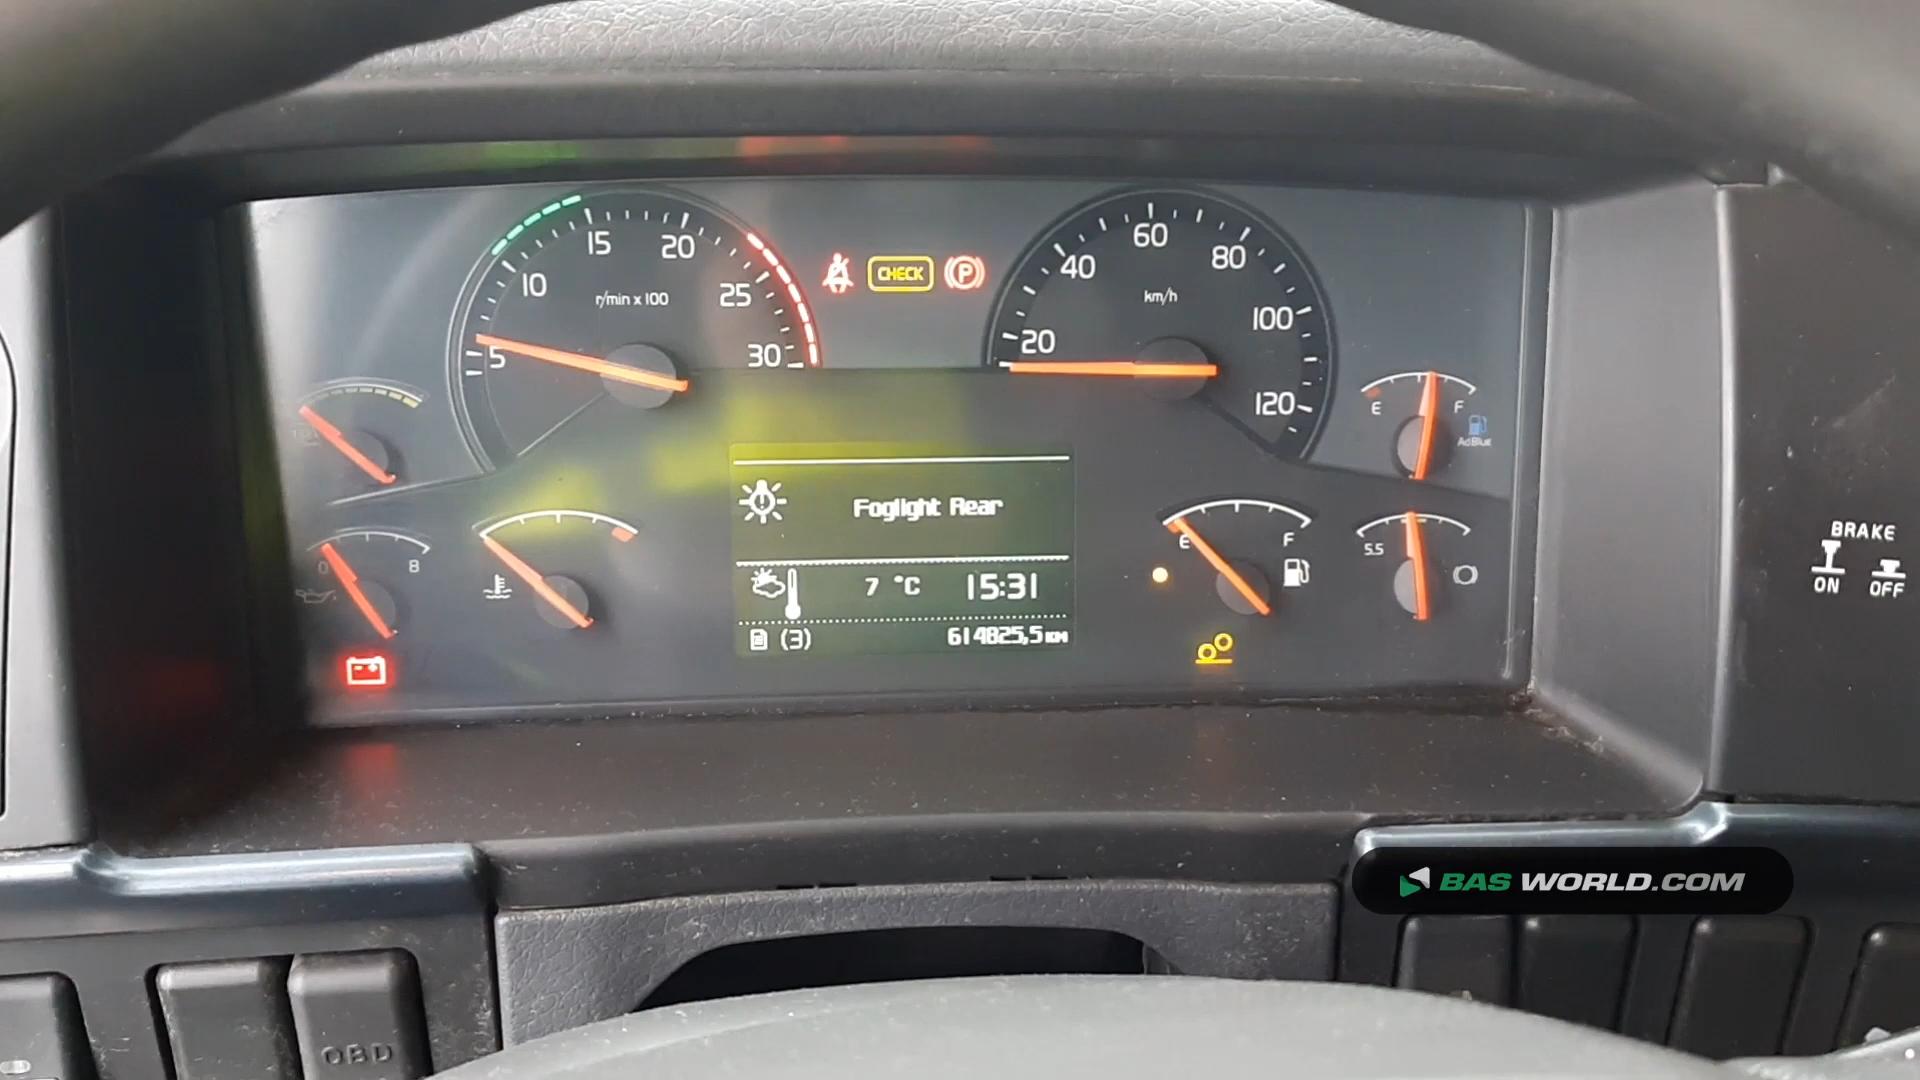 15 20
10 25
r/min x 100
5 30
CHECK
P
60
40 80
km/h
20 100
120
E F
AdBlue
Foglight Rear
7 °C 15:31
(3) 614825,5 KM
0 8
E F
5.5
BRAKE
ON OFF
BAS WORLD.COM
OBD